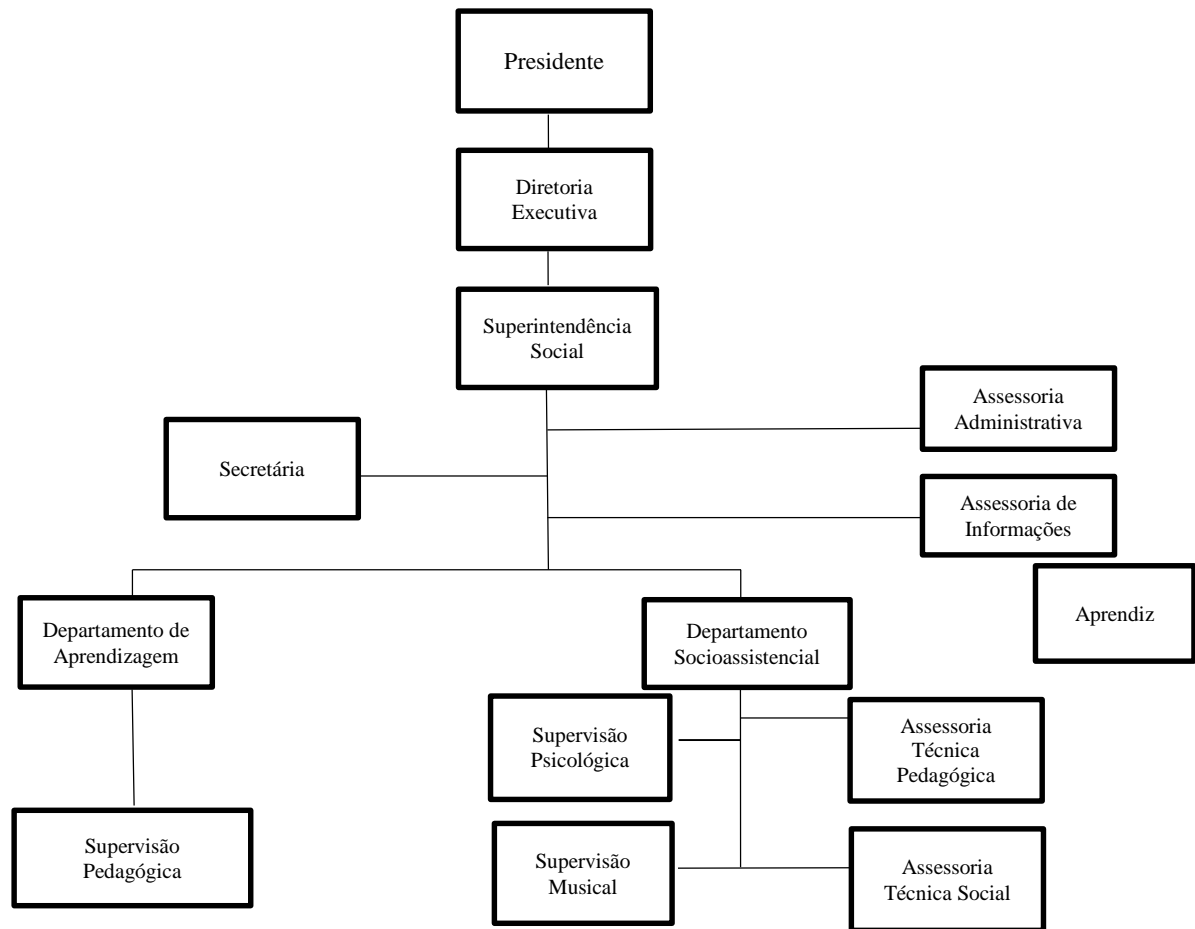 Presidente
Diretoria
Executiva
Superintendência
Social
Assessoria
Administrativa
Secretária
Assessoria de
Informações
Aprendiz
Departamento de
Aprendizagem
Departamento
Socioassistencial
Supervisão
Psicológica
Assessoria
Técnica
Pedagógica
Supervisão
Pedagógica
Supervisão
Musical
Assessoria
Técnica Social